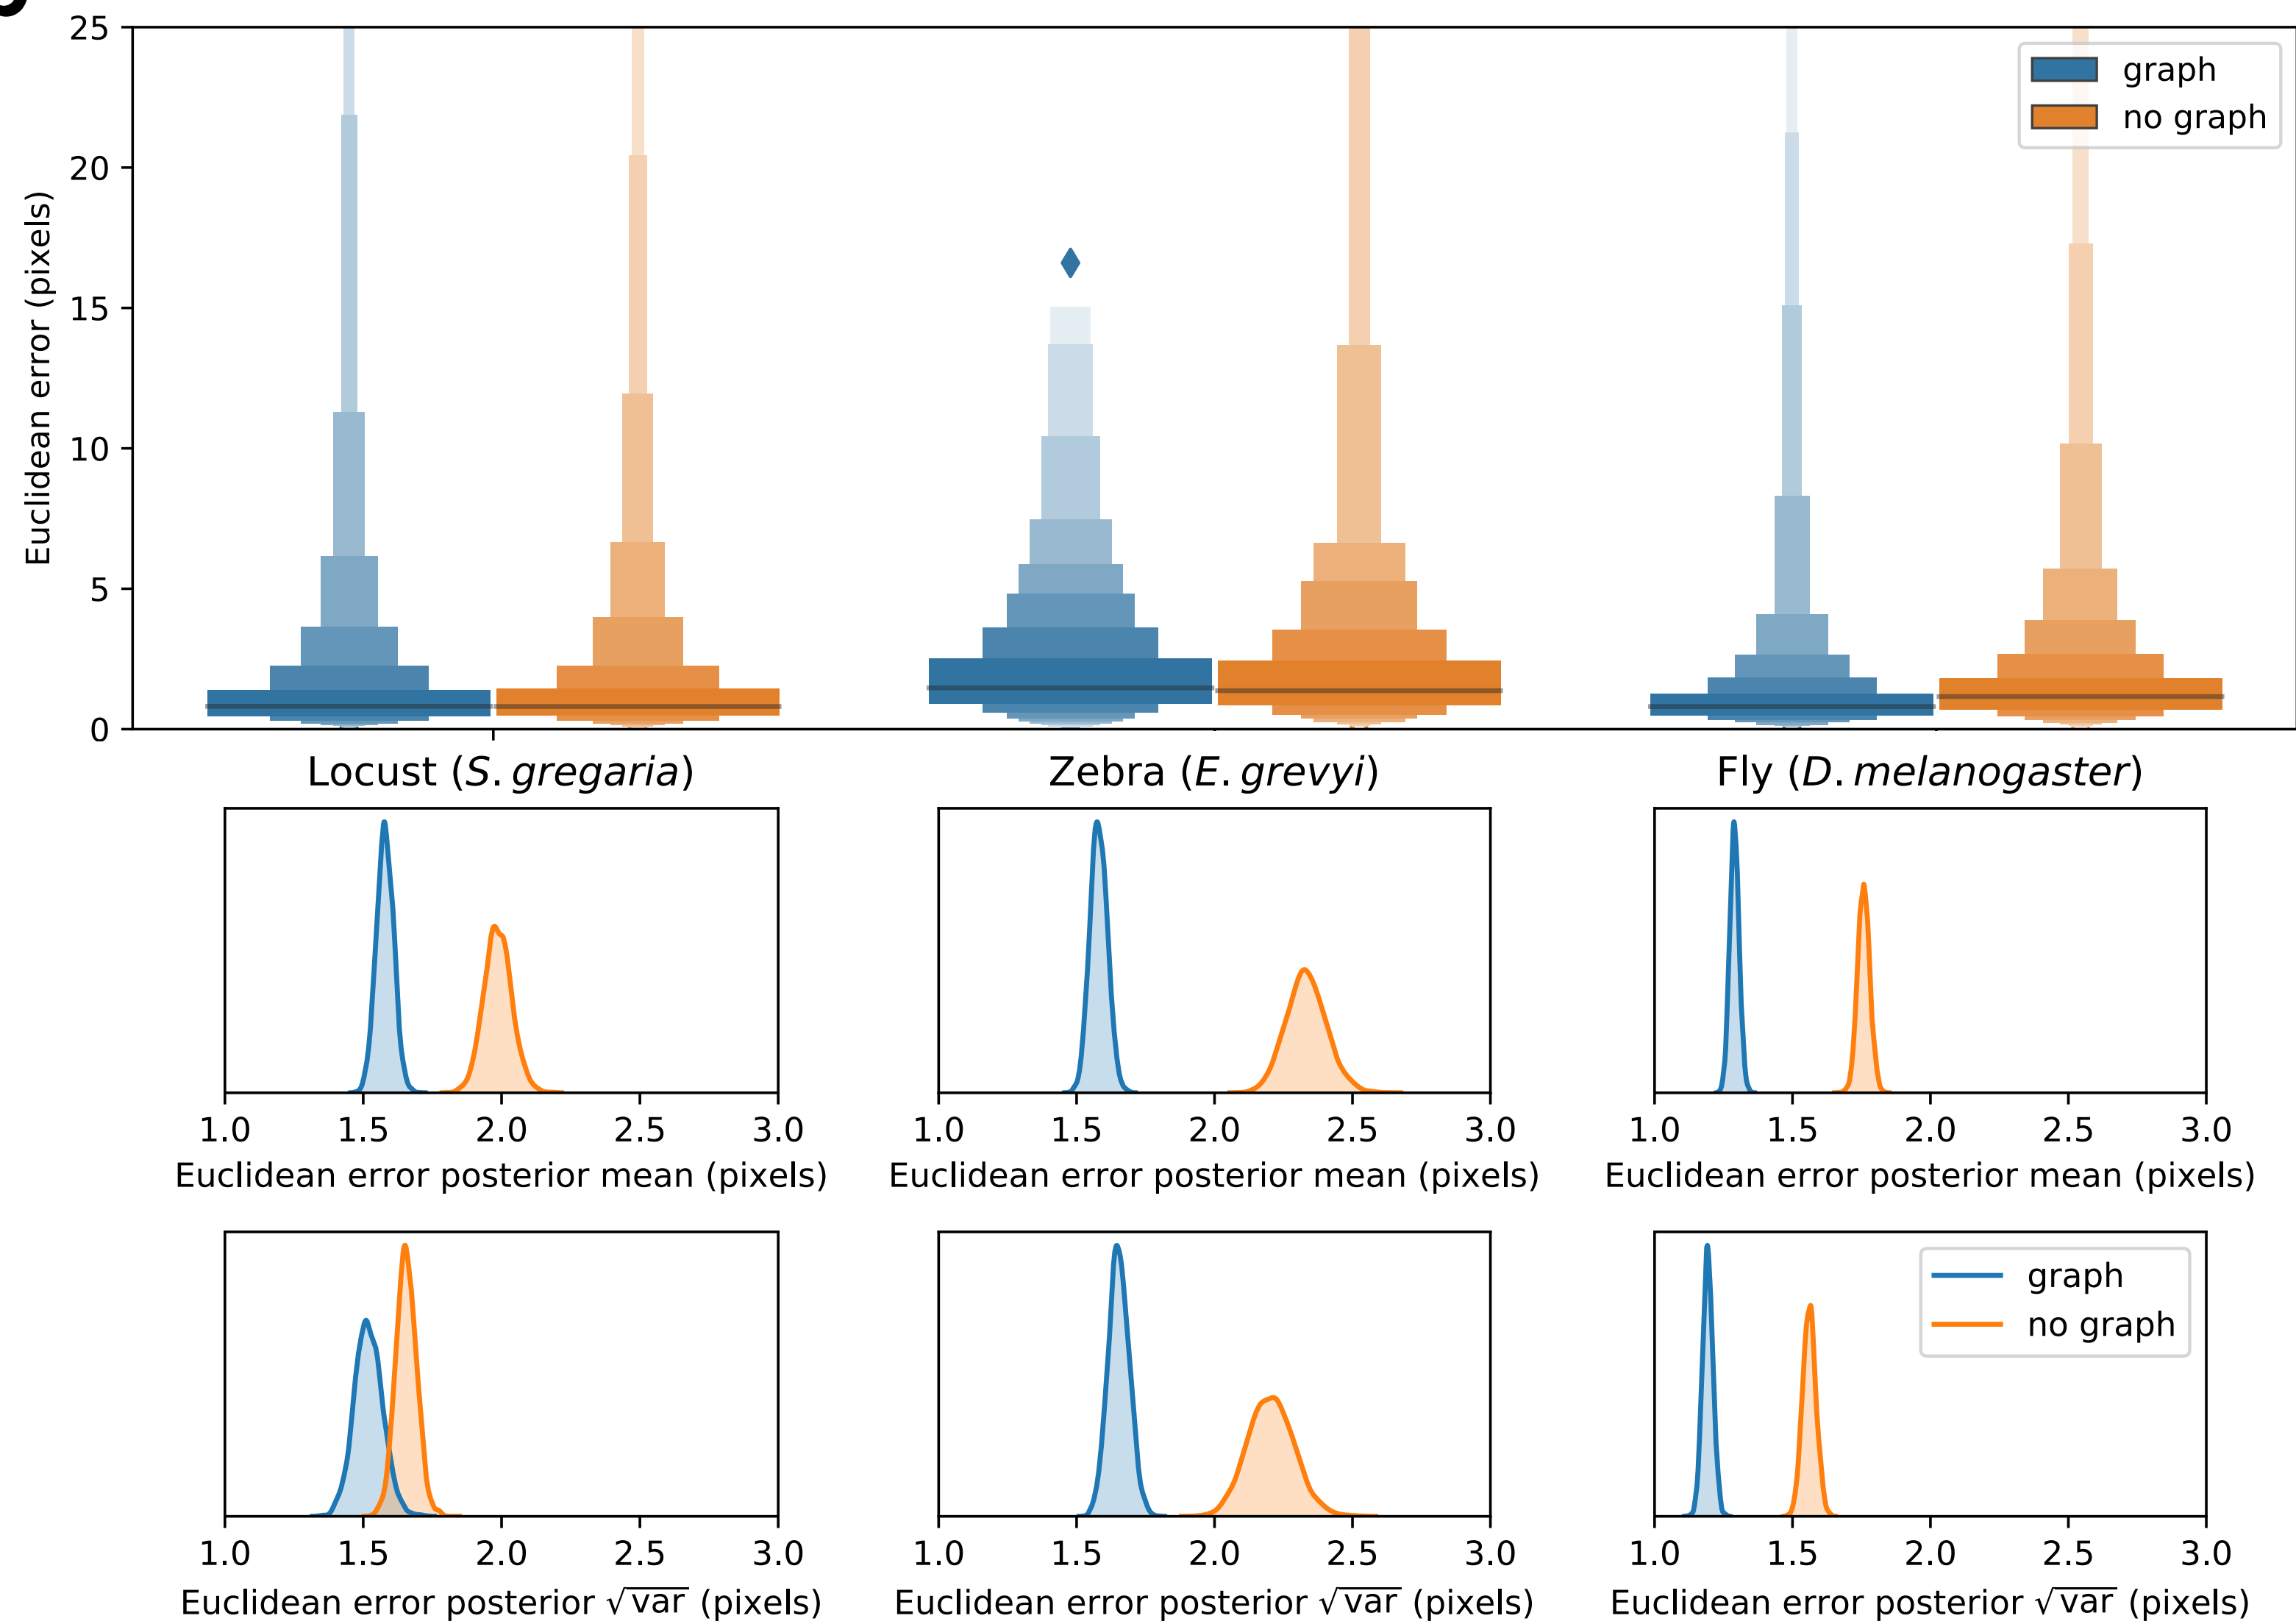 25
20
15
10
5
0
Euclidean error (pixels)
graph
no graph
Locust (S. gregaria)
Zebra (E. grevyi)
Fly (D. melanogaster)
1.0 1.5 2.0 2.5 3.0
1.0 1.5 2.0 2.5 3.0
1.0 1.5 2.0 2.5 3.0
Euclidean error posterior mean (pixels)
Euclidean error posterior mean (pixels)
Euclidean error posterior mean (pixels)
graph
no graph
1.0 1.5 2.0 2.5 3.0
1.0 1.5 2.0 2.5 3.0
1.0 1.5 2.0 2.5 3.0
Euclidean error posterior √var (pixels)
Euclidean error posterior √var (pixels)
Euclidean error posterior √var (pixels)